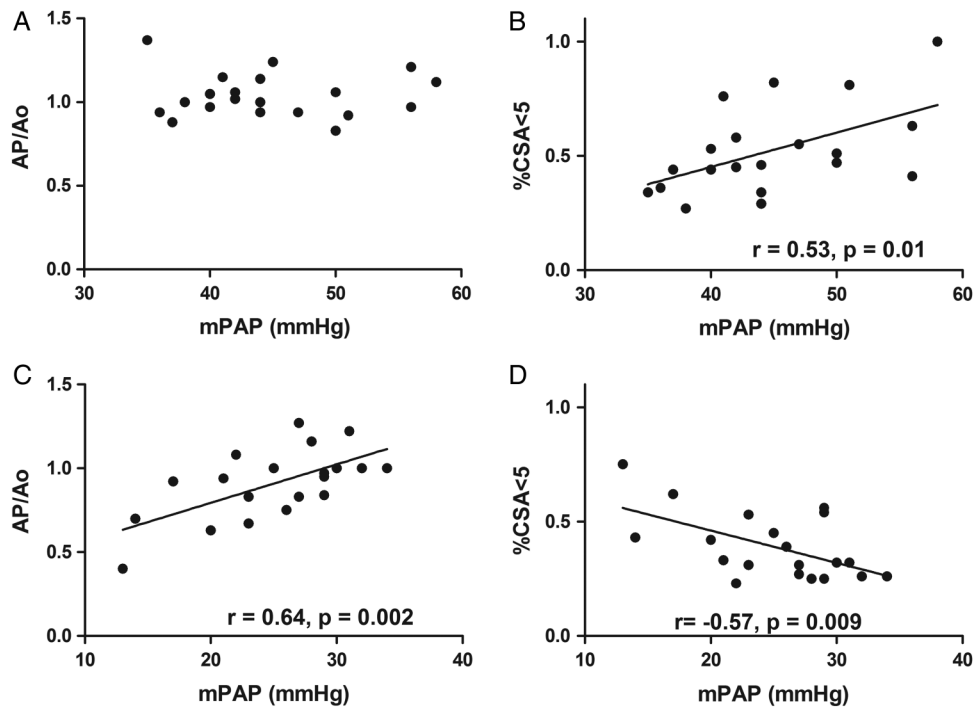 A
1.5
1.0
0.5
0.0
AP/Ao
30 40 50 60
mPAP (mmHg)
B
1.0
0.5
0.0
%CSA<5
r = 0.53, p = 0.01
30 40 50 60
mPAP (mmHg)
C
1.5
1.0
0.5
0.0
AP/Ao
r = 0.64, p = 0.002
10 20 30 40
mPAP (mmHg)
D
1.0
0.5
0.0
%CSA<5
r= -0.57, p = 0.009
10 20 30 40
mPAP (mmHg)